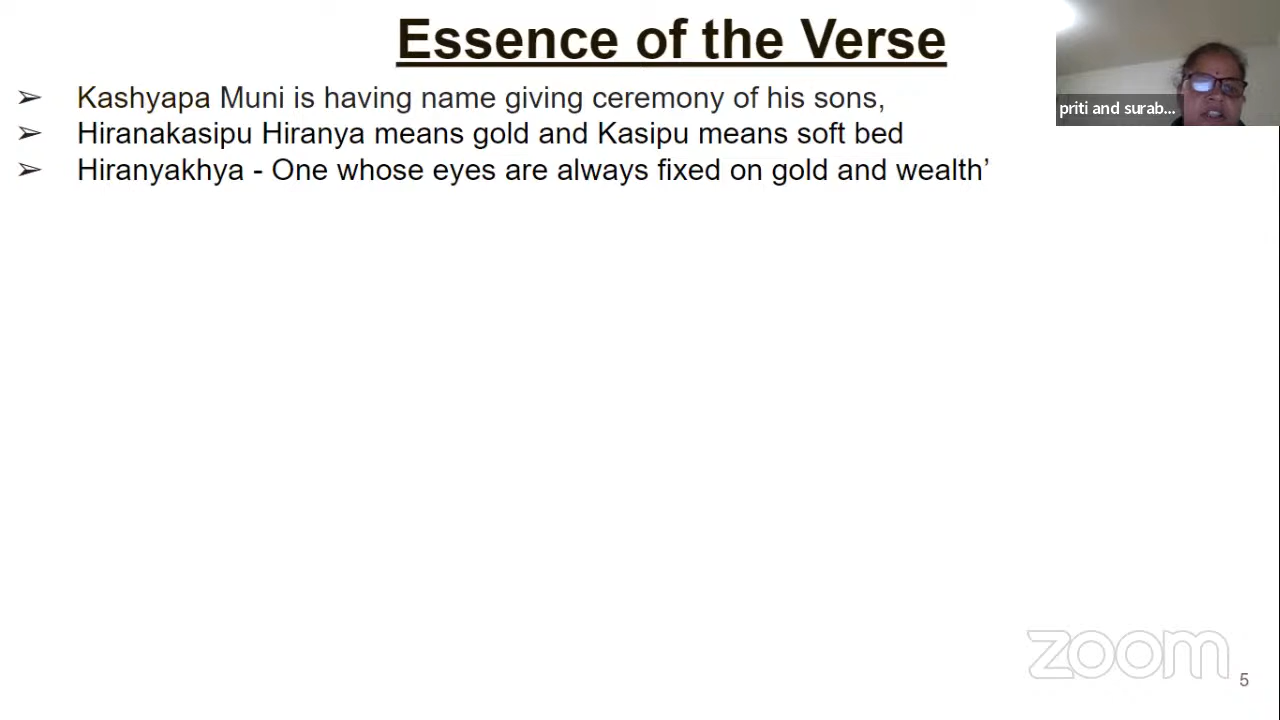 Essence of the Verse
➢ Kashyapa Muni is having name giving ceremony of his sons,
➢ Hiranakasipu Hiranya means gold and Kasipu means soft bed
➢ Hiranyakhya - One whose eyes are always fixed on gold and wealth’
priti and surab...
zoom
5